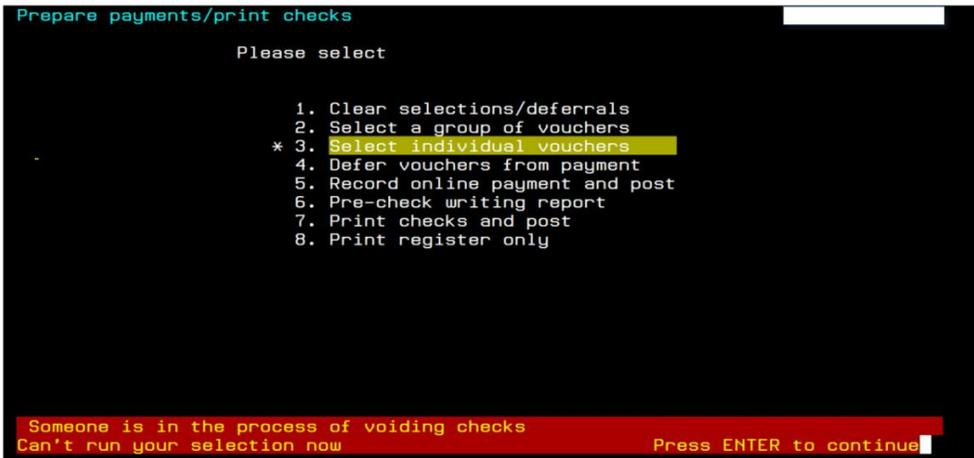 Prepare payments/print checks
Please select
1. Clear selections/deferrals
2. Select a group of vouchers
* 3. Select individual vouchers
4. Defer vouchers from payment
5. Record online payment and post
6. Pre-check writing report
7. Print checks and post
8. Print register only
Someone is in the process of voiding checks
Can't run your selection now Press ENTER to continue